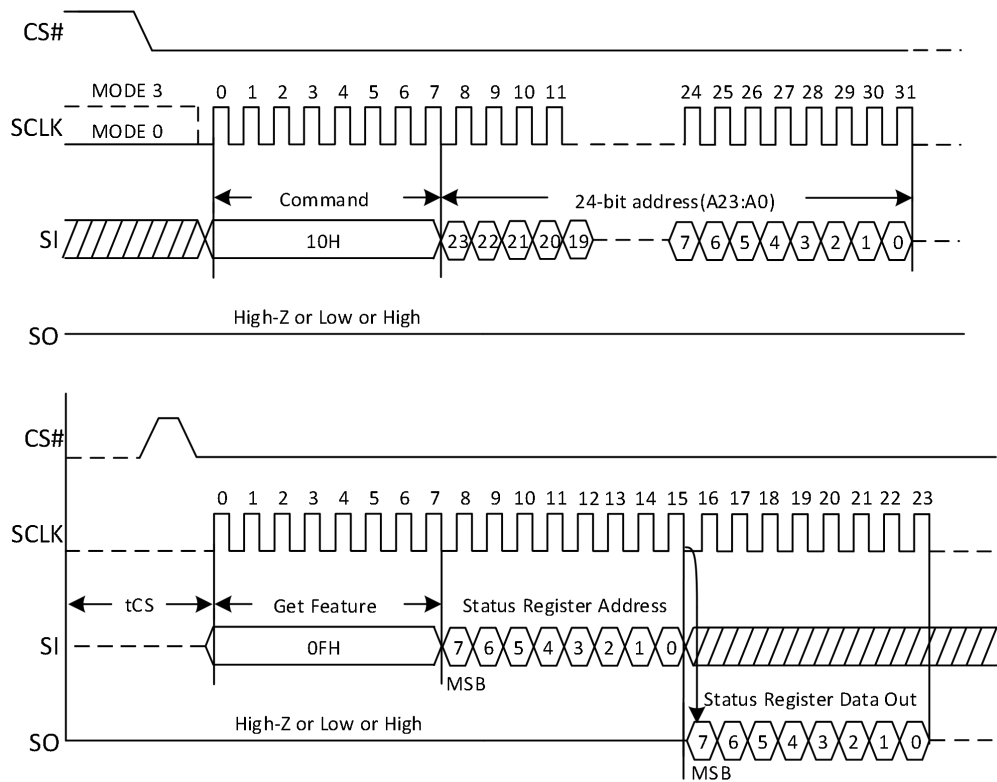 CS#
MODE 3
0 1 2 3 4 5 6 7 8 9 10 11 24 25 26 27 28 29 30 31
SCLK
MODE 0
Command
24-bit address(A23:A0)
SI
10H
23 22 21 20 19 7 6 5 4 3 2 1 0
High-Z or Low or High
SO
CS#
0 1 2 3 4 5 6 7 8 9 10 11 12 13 14 15 16 17 18 19 20 21 22 23
SCLK
tCS
Get Feature
Status Register Address
SI
0FH
7 6 5 4 3 2 1 0
MSB
Status Register Data Out
High-Z or Low or High
SO
7 6 5 4 3 2 1 0
MSB